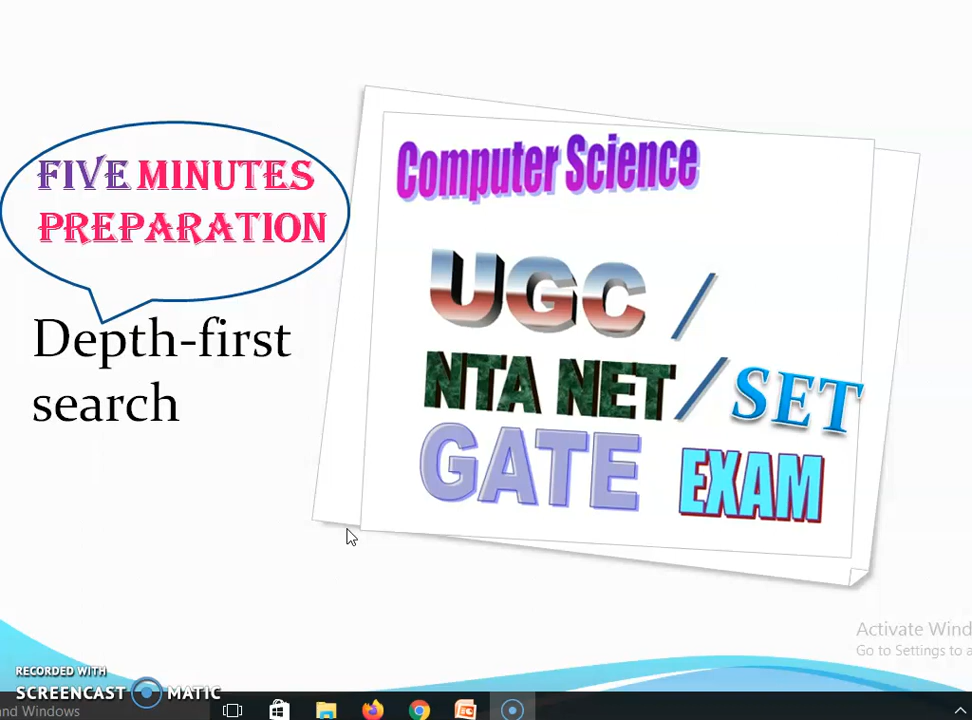 FIVE MINUTES
PREPARATION
Depth-first
search
Computer Science
UGC /
NTA NET / SET
GATE EXAM
Activate Wind
Go to Settings to a
RECORDED WITH
SCREENCAST MATIC
and Windows